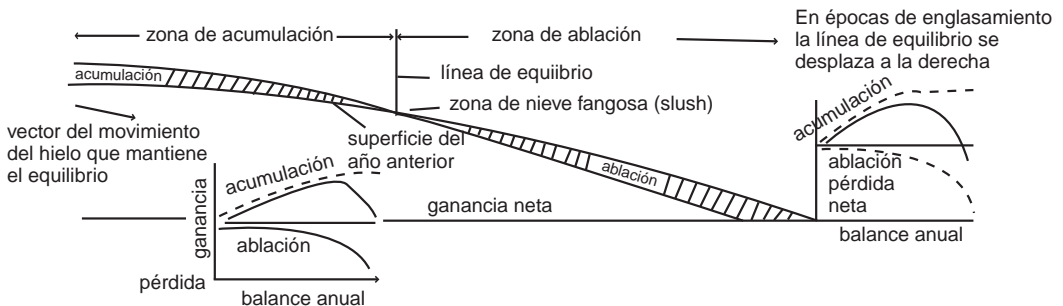 zona de acumulación
zona de ablación
En épocas de englasamiento
la línea de equilibrio se
desplaza a la derecha
acumulación
línea de equiibrio
zona de nieve fangosa (slush)
vector del movimiento
del hielo que mantiene
el equilibrio
superficie del
año anterior
ablación
acumulación
ablación
pérdida
neta
balance anual
ganancia neta
ganancia
acumulación
ablación
pérdida
balance anual